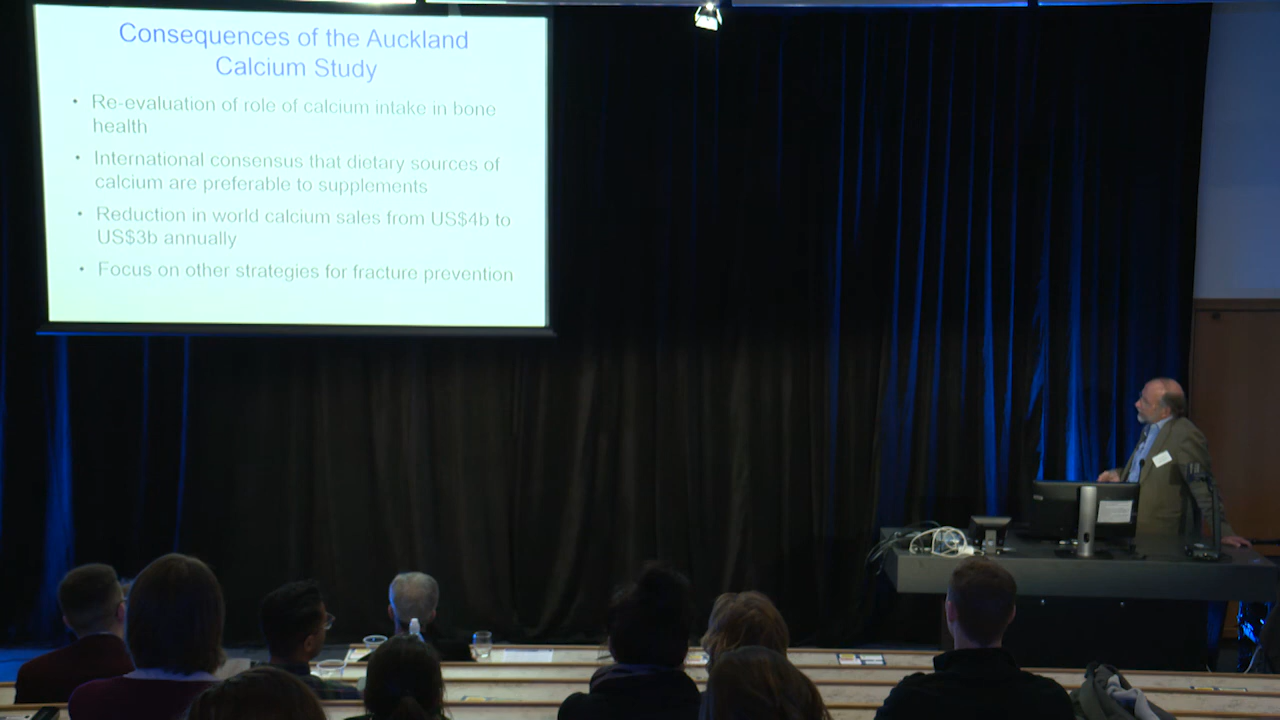 Consequences of the Auckland
Calcium Study
• Re-evaluation of role of calcium intake in bone
health
• International consensus that dietary sources of
calcium are preferable to supplements
• Reduction in world calcium sales from US$4b to
US$3b annually
• Focus on other strategies for fracture prevention